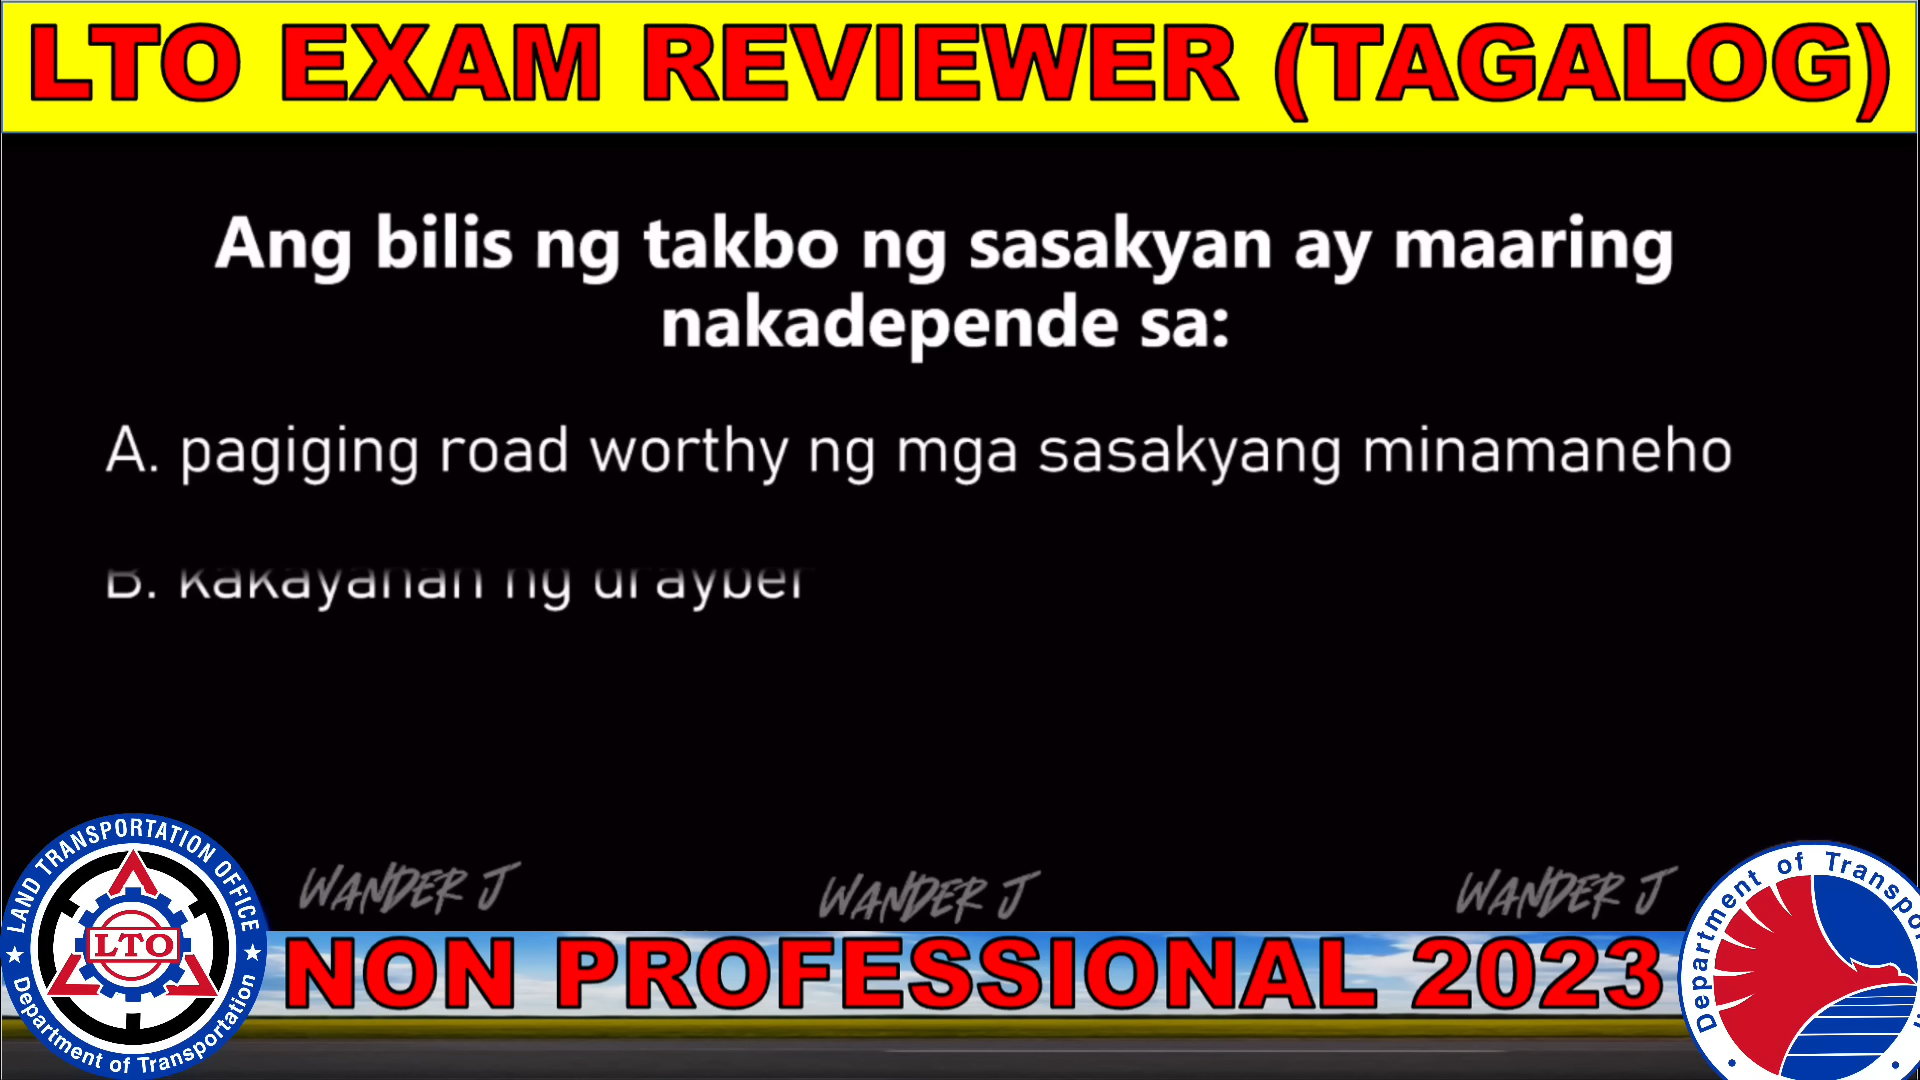 LTO EXAM REVIEWER (TAGALOG)
Ang bilis ng takbo ng sasakyan ay maaring
nakadepende sa:
A. pagiging road worthy ng mga sasakyang minamaneho
B. kakayahan ng drayber
WANDER J
WANDER J
WANDER J
LAND TRANSPORTATION OFFICE
LTO
Department of Transportation
NON PROFESSIONAL 2023
Department of Transpor